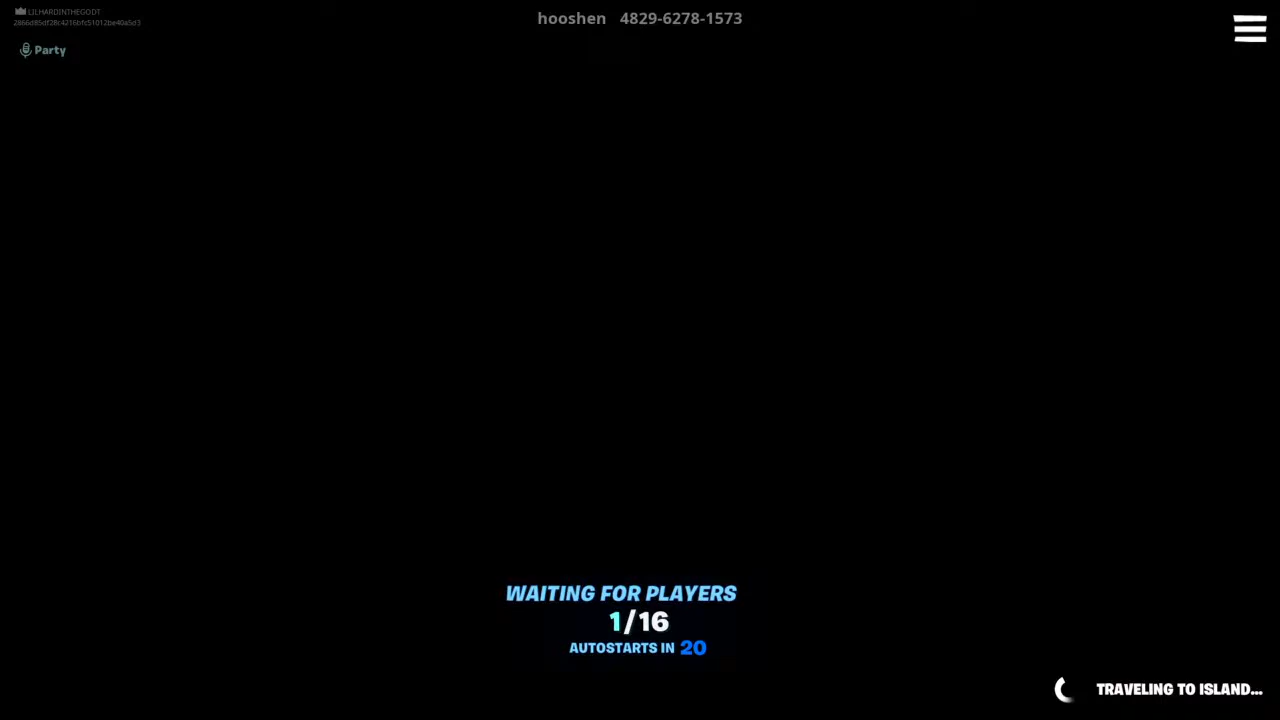 LILHARDINTHEGODT
hooshen 4829-6278-1573
Party
WAITING FOR PLAYERS
1/16
AUTOSTARTS IN 20
TRAVELING TO ISLAND...